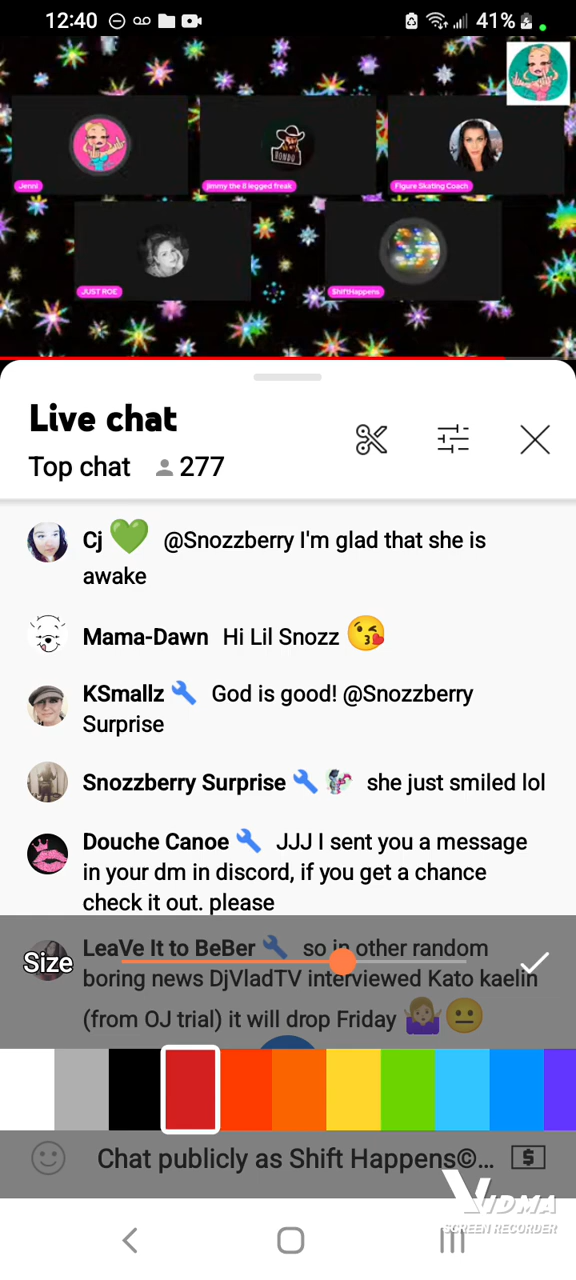 12:40
41%
RONDO
Jenni
jimmy the 8 legged freak
Figure Skating Coach
JUST ROE
ShiftHappens
Live chat
Top chat 277
Cj 💚 @Snozzberry I'm glad that she is
awake
Mama-Dawn Hi Lil Snozz 😘
KSmallz 🔧 God is good! @Snozzberry
Surprise
Snozzberry Surprise 🔧 she just smiled lol
Douche Canoe 🔧 JJJ I sent you a message
in your dm in discord, if you get a chance
check it out. please
LeaVe It to BeBer 🔧 so in other random
Size
boring news DjVladTV interviewed Kato kaelin
(from OJ trial) it will drop Friday 🤷🏼‍♀️😐
Chat publicly as Shift Happens©...
VIDMA
SCREEN RECORDER